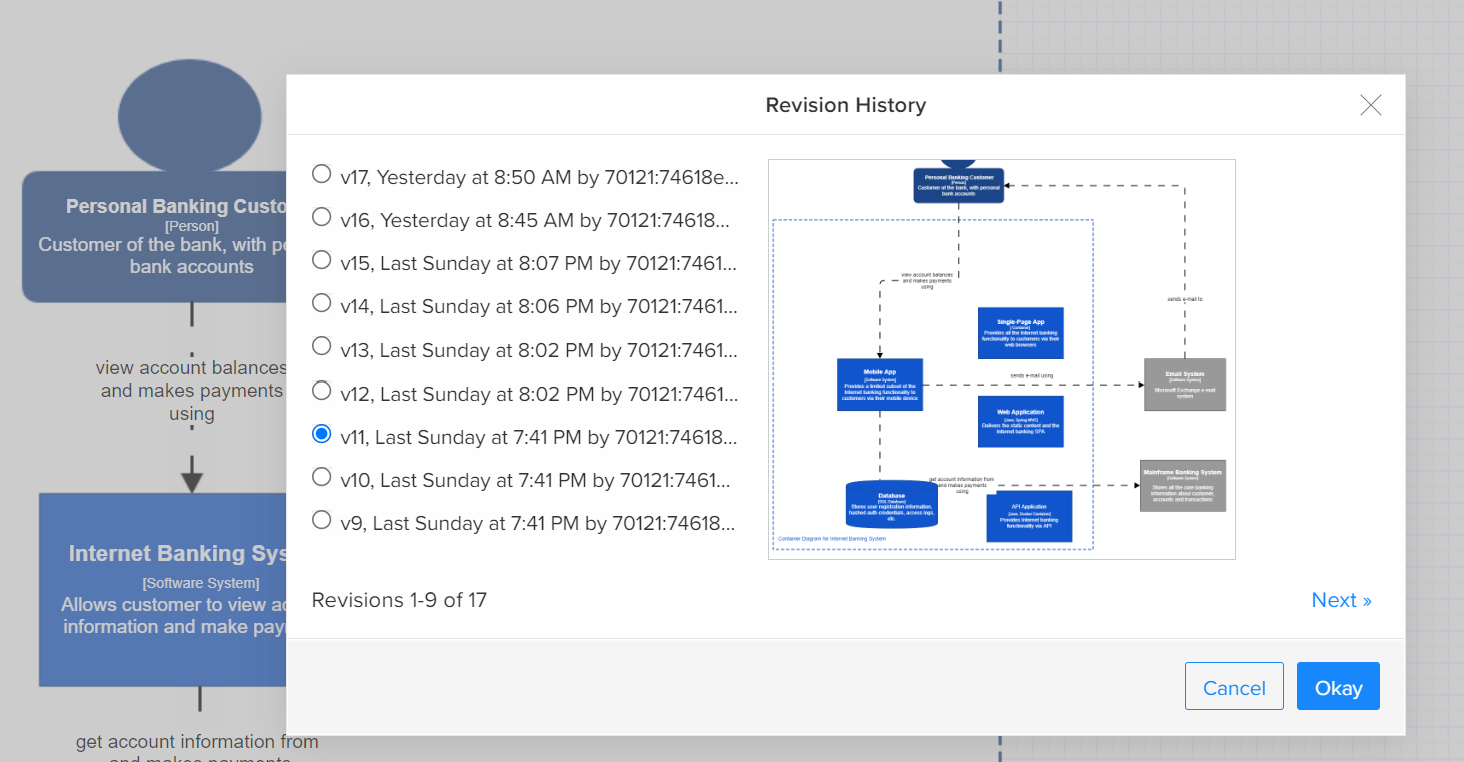 Revision History
v17, Yesterday at 8:50 AM by 70121:74618e...
v16, Yesterday at 8:45 AM by 70121:74618...
v15, Last Sunday at 8:07 PM by 70121:7461...
v14, Last Sunday at 8:06 PM by 70121:7461...
v13, Last Sunday at 8:02 PM by 70121:7461...
v12, Last Sunday at 8:02 PM by 70121:7461...
v11, Last Sunday at 7:41 PM by 70121:74618...
v10, Last Sunday at 7:41 PM by 70121:7461...
v9, Last Sunday at 7:41 PM by 70121:74618...
Revisions 1-9 of 17
Next »
Cancel
Okay
Personal Banking Customer
[Person]
Customer of the bank, with personal
bank accounts
view account balances
and makes payments
using
sends e-mail to
Single-Page App
[Container]
Provides all the Internet banking
functionality to customers via their
web browsers
Mobile App
[Software System]
Provides a limited subset of the
Internet banking functionality to
customers via their mobile device
sends e-mail using
Email System
[Software System]
Microsoft Exchange e-mail
system
Web Application
[Java, Spring MVC]
Delivers the static content and the
Internet banking SPA
get account information from
and makes payments
using
Mainframe Banking System
[Software System]
Stores all the core banking
information about customer,
accounts and transactions
Database
[SQL Database]
Stores user registration information,
hashed auth-credentials, access logs,
etc.
API Application
[Java, Docker Container]
Provides Internet banking
functionality via API
Container Diagram for Internet Banking System
Personal Banking Custo
[Person]
Customer of the bank, with pe
bank accounts
view account balances
and makes payments
using
Internet Banking Sys
[Software System]
Allows customer to view ac
information and make payı
get account information from
and makes payments